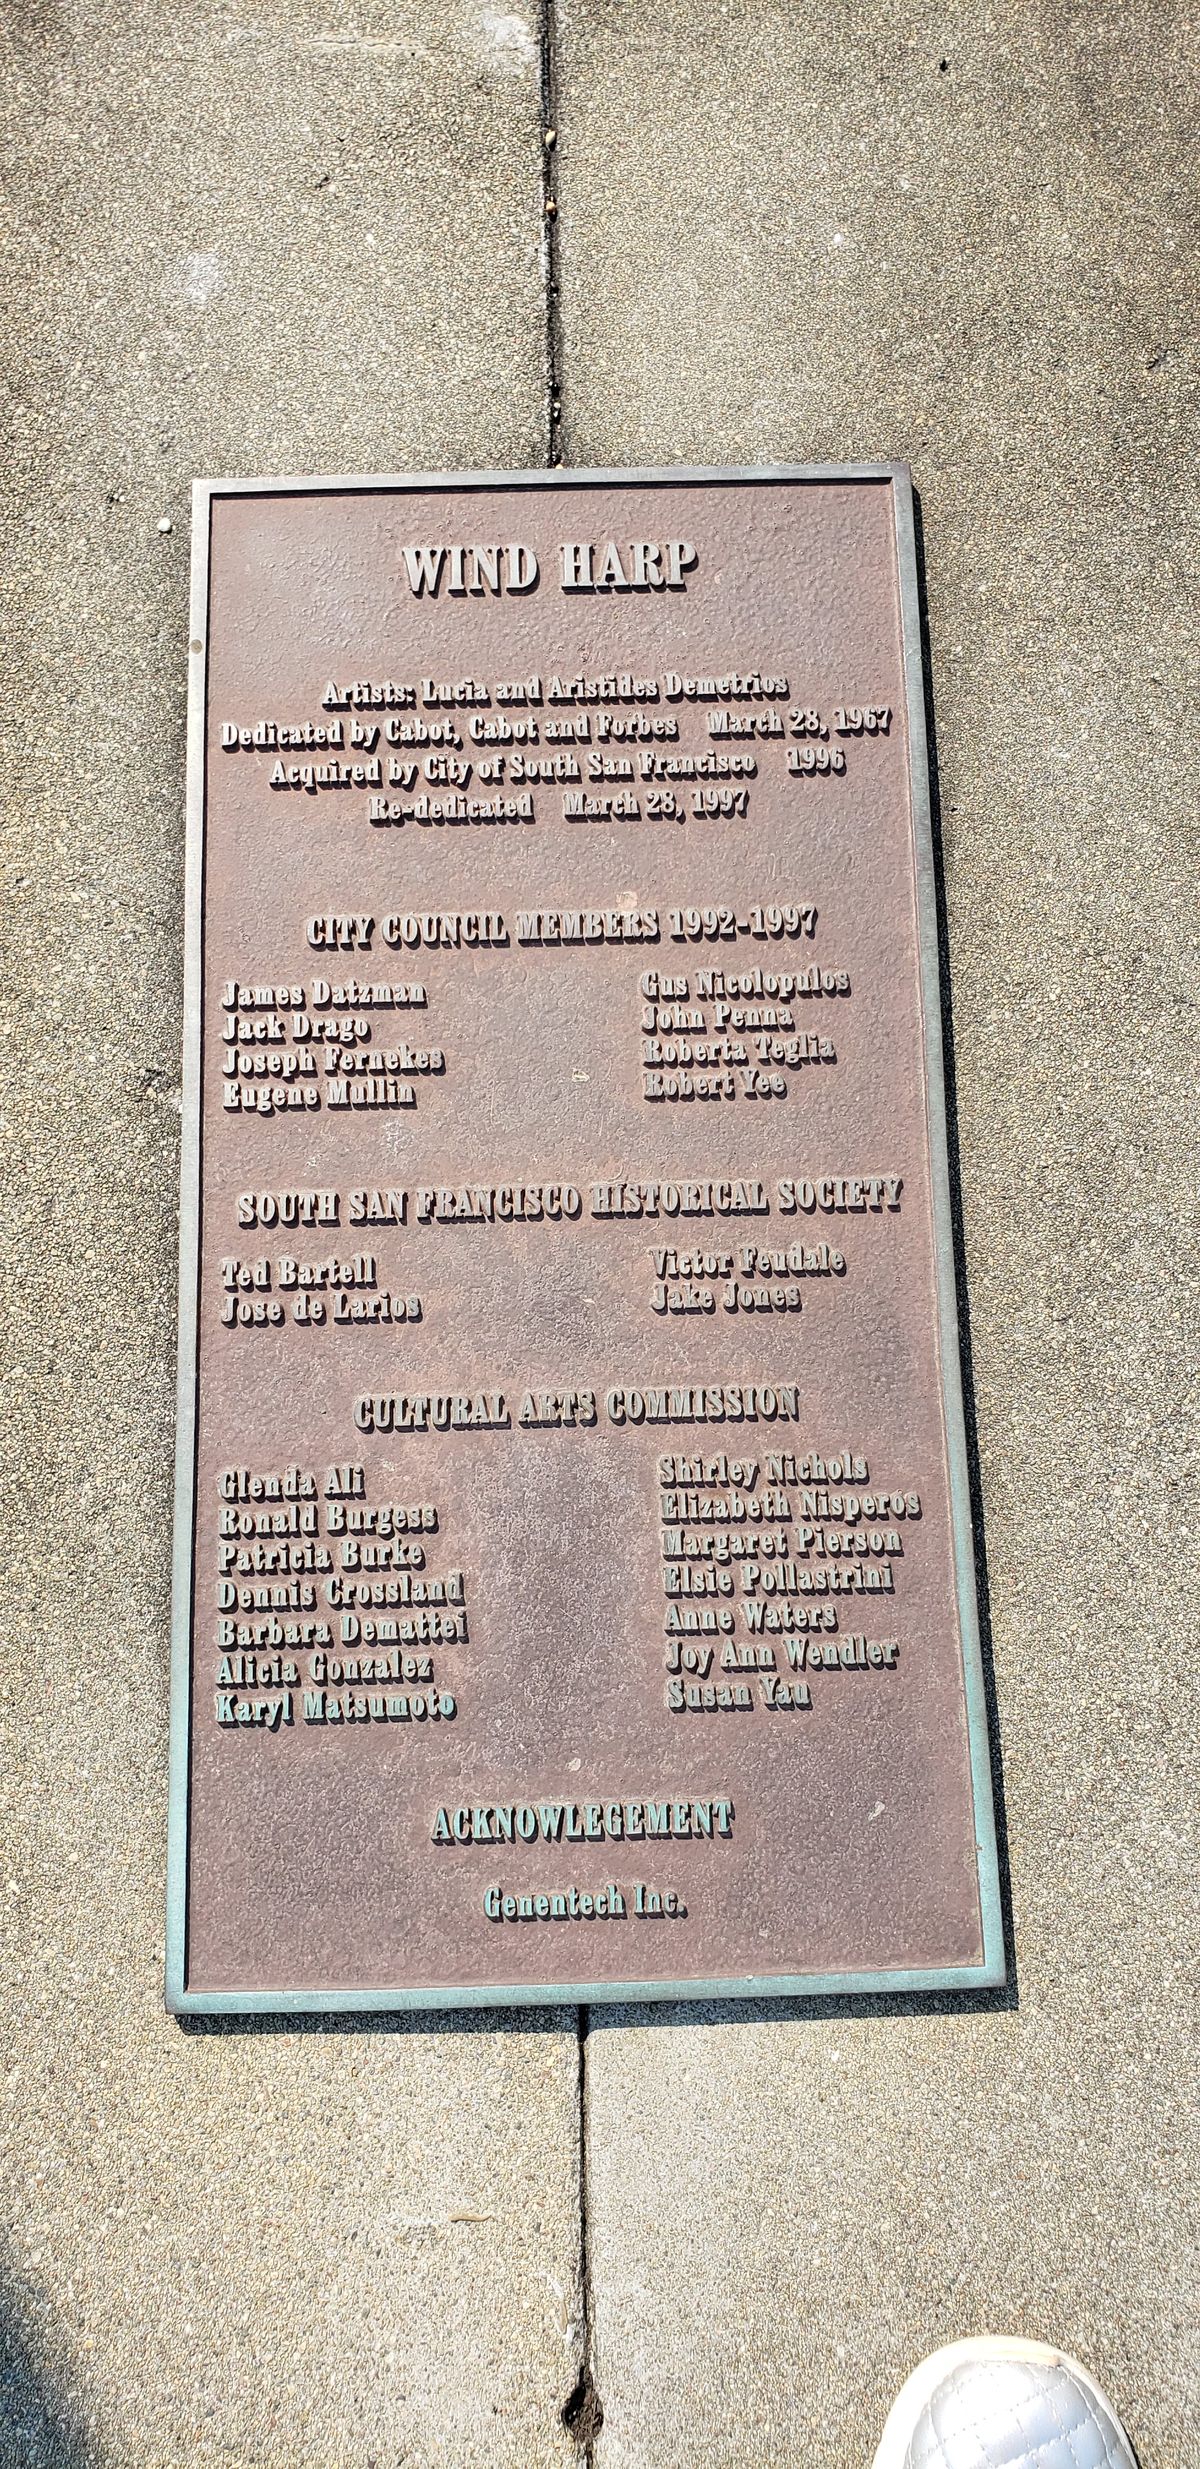 WIND HARP
Artists: Lucia and Aristides Demetrios
Dedicated by Cabot, Cabot and Forbes March 28, 1967
Acquired by City of South San Francisco 1996
Re-dedicated March 28, 1997
CITY COUNCIL MEMBERS 1992-1997
James Datzman
Jack Drago
Joseph Fernekes
Eugene Mullin
Gus Nicolopulos
John Penna
Roberta Teglia
Robert Yee
SOUTH SAN FRANCISCO HISTORICAL SOCIETY
Ted Bartell
Jose de Larios
Victor Feudale
Jake Jones
CULTURAL ARTS COMMISSION
Glenda Ali
Ronald Burgess
Patricia Burke
Dennis Crossland
Barbara Demattei
Alicia Gonzalez
Karyl Matsumoto
Shirley Nichols
Elizabeth Nisperos
Margaret Pierson
Elsie Pollastrini
Anne Waters
Joy Ann Wendler
Susan Yau
ACKNOWLEGEMENT
Genentech Inc.